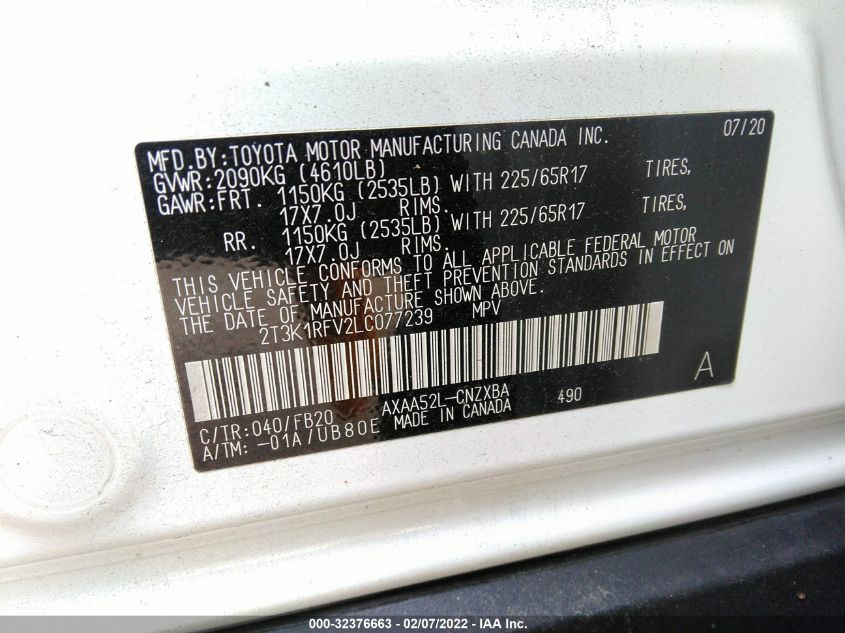 07/20
MFD.BY:TOYOTA MOTOR MANUFACTURING CANADA INC.
GVWR:2090KG (4610LB)
GAWR:FRT. 1150KG (2535LB) WITH 225/65R17 TIRES,
17X7.0J RIMS.
RR. 1150KG (2535LB) WITH 225/65R17 TIRES,
17X7.0J RIMS.
THIS VEHICLE CONFORMS TO ALL APPLICABLE FEDERAL MOTOR
VEHICLE SAFETY AND THEFT PREVENTION STANDARDS IN EFFECT ON
THE DATE OF MANUFACTURE SHOWN ABOVE.
2T3K1RFV2LC077239 MPV
A
C/TR:040/FB20 AXAA52L-CNZXBA 490
A/TM:-01A/UB80E MADE IN CANADA
000-32376663 - 02/07/2022 - IAA Inc.